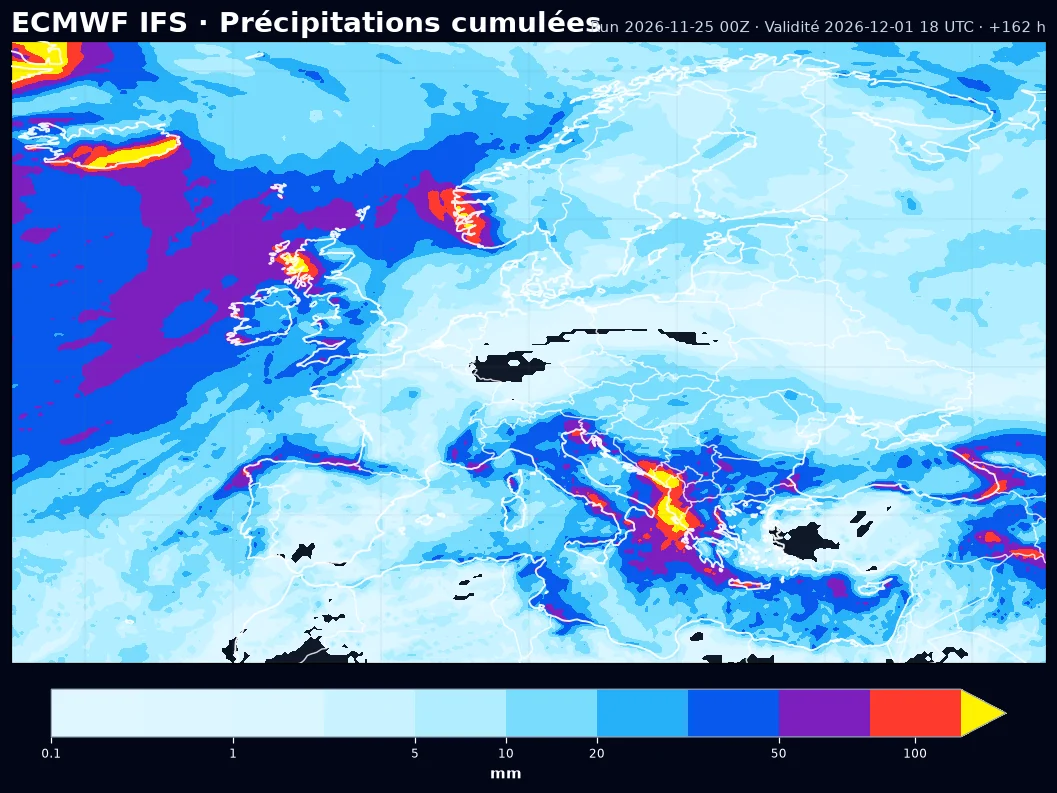 ECMWF IFS · Précipitations cumulées
Run 2026-11-25 00Z · Validité 2026-12-01 18 UTC · +162 h
0.1 1 5 10 20 50 100
mm